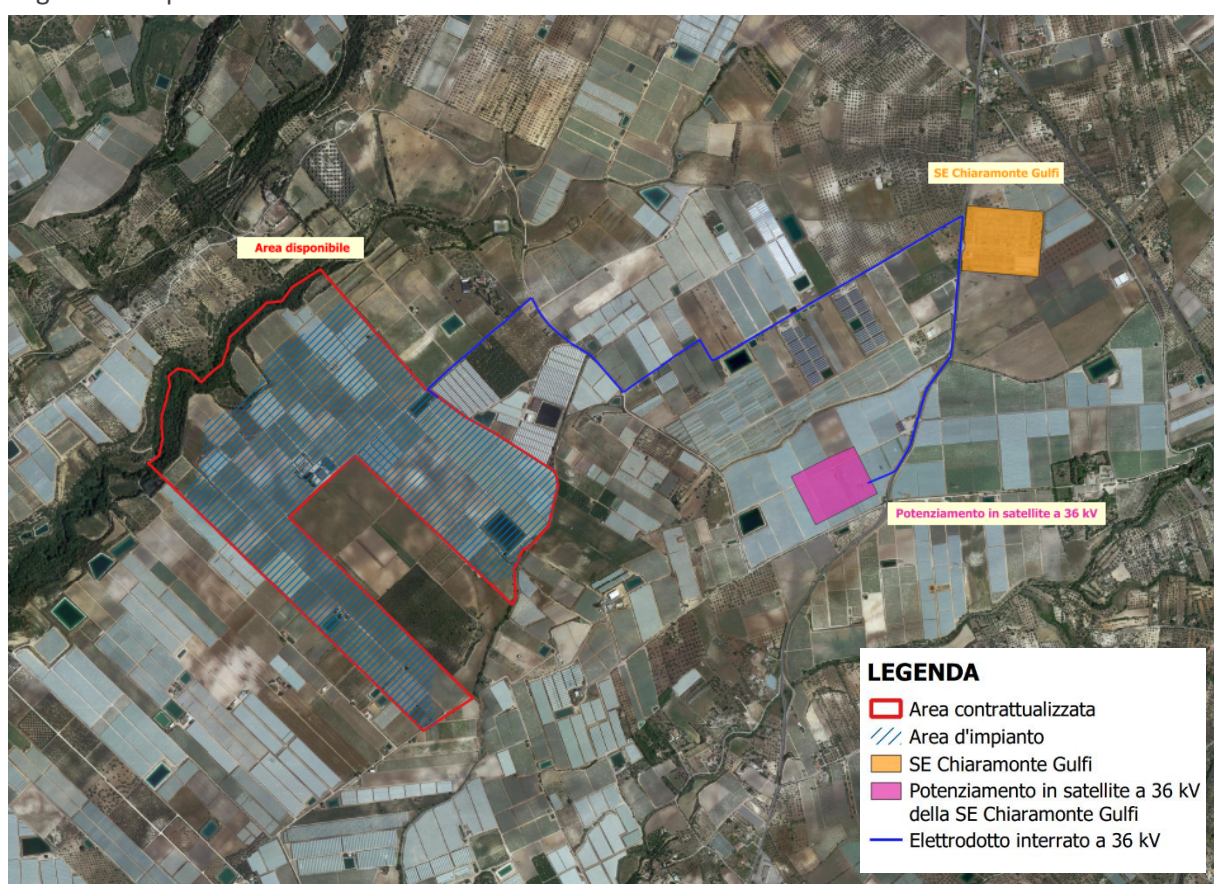 SE Chiaramonte Gulfi
Area disponibile
Potenziamento in satellite a 36 kV
LEGENDA
Area contrattualizzata
Area d'impianto
SE Chiaramonte Gulfi
Potenziamento in satellite a 36 kV
della SE Chiaramonte Gulfi
Elettrodotto interrato a 36 kV